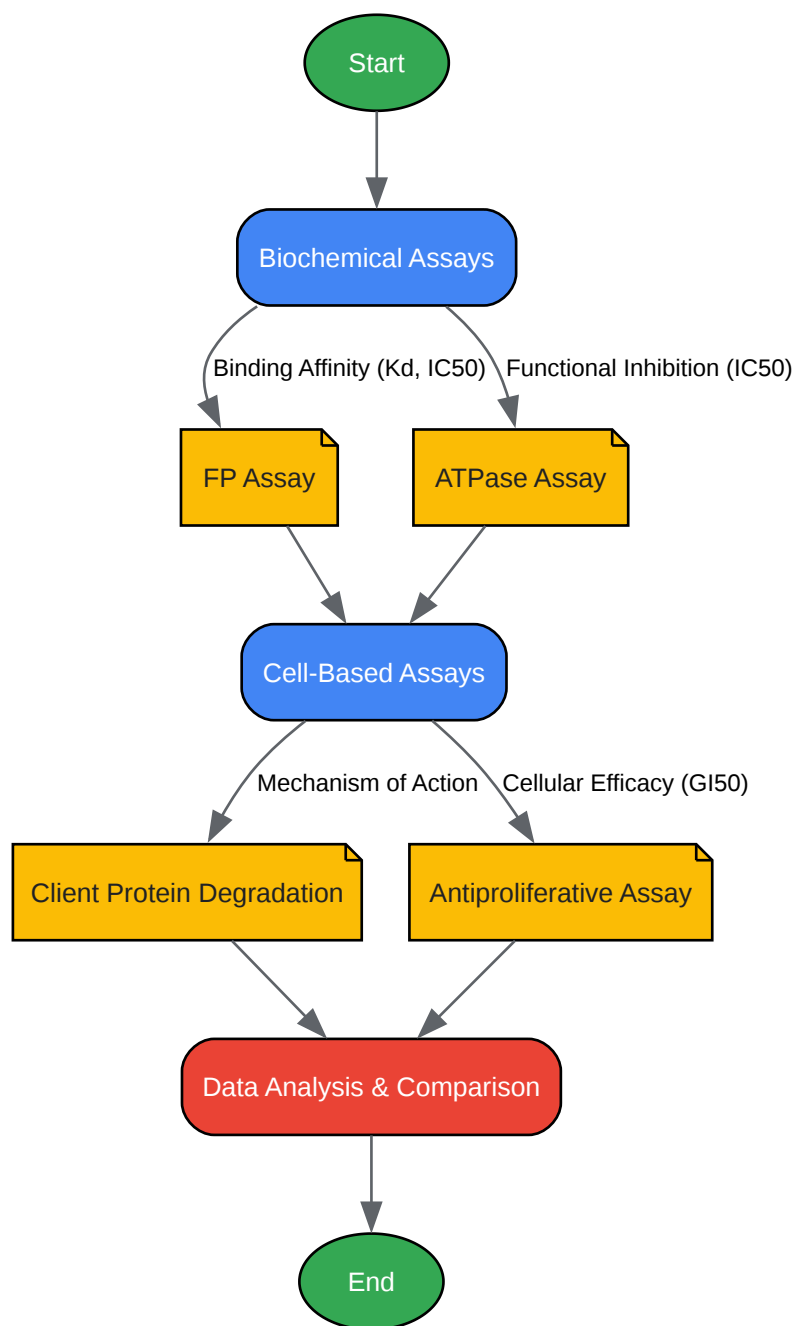 Start
Biochemical Assays
Binding Affinity (Kd, IC50)
Functional Inhibition (IC50)
FP Assay
ATPase Assay
Cell-Based Assays
Mechanism of Action
Cellular Efficacy (GI50)
Client Protein Degradation
Antiproliferative Assay
Data Analysis & Comparison
End